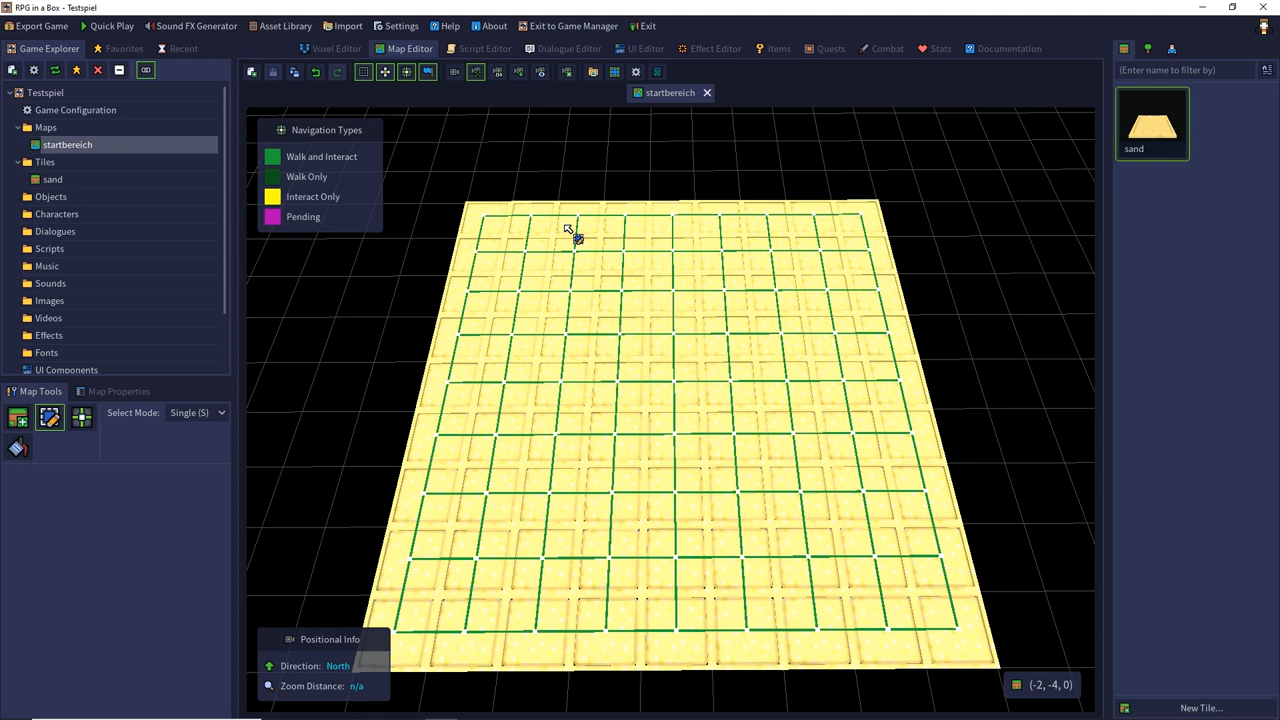 RPG in a Box - Testspiel
Export Game
Quick Play
Sound FX Generator
Asset Library
Import
Settings
Help
About
Exit to Game Manager
Exit
Game Explorer
Favorites
Recent
Voxel Editor
Map Editor
Script Editor
Dialogue Editor
UI Editor
Effect Editor
Items
Quests
Combat
Stats
Documentation
(Enter name to filter by)
startbereich
Testspiel
Game Configuration
Maps
startbereich
Tiles
sand
Objects
Characters
Dialogues
Scripts
Music
Sounds
Images
Videos
Effects
Fonts
UI Components
Navigation Types
Walk and Interact
Walk Only
Interact Only
Pending
sand
Map Tools
Map Properties
Select Mode: Single (S)
Positional Info
Direction: North
Zoom Distance: n/a
(-2, -4, 0)
New Tile...